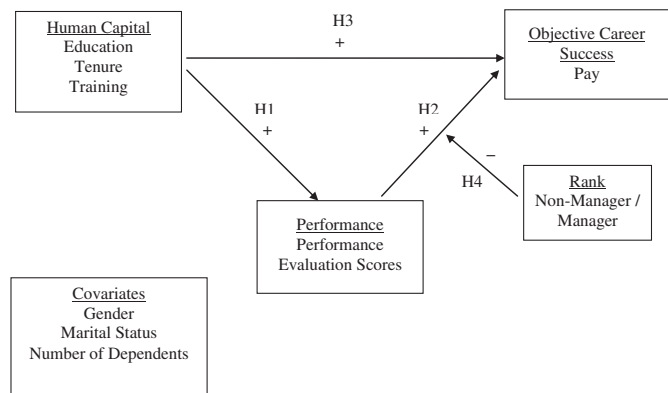 Human Capital
Education
Tenure
Training
H3
+
Objective Career
Success
Pay
H1
+
H2
+
–
H4
Rank
Non-Manager /
Manager
Performance
Performance
Evaluation Scores
Covariates
Gender
Marital Status
Number of Dependents